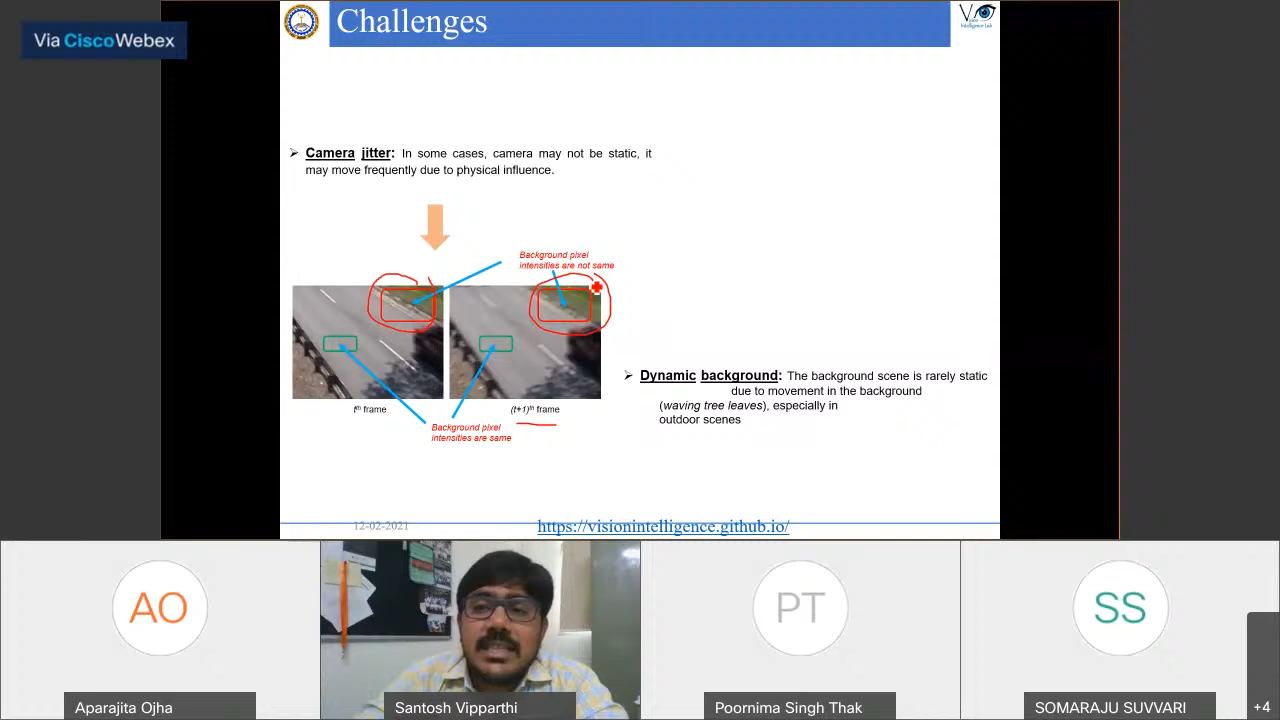 Via CiscoWebex
Challenges
Vision
Intelligence Lab
➢ Camera jitter: In some cases, camera may not be static, it
may move frequently due to physical influence.
Background pixel
intensities are not same
tth frame
(t+1)th frame
Background pixel
intensities are same
➢ Dynamic background: The background scene is rarely static
due to movement in the background
(waving tree leaves), especially in
outdoor scenes
12-02-2021
https://visionintelligence.github.io/
AO
PT
SS
Aparajita Ojha
Santosh Vipparthi
Poornima Singh Thak
SOMARAJU SUVVARI
+4